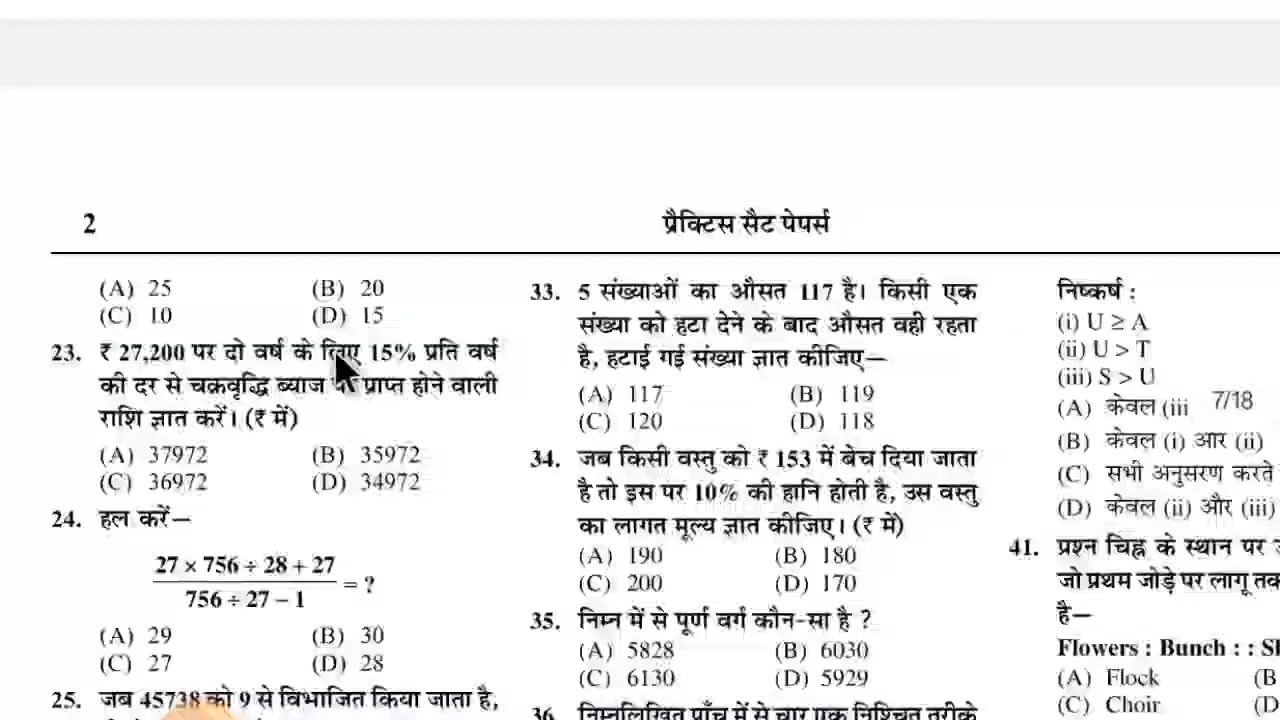 2
प्रैक्टिस सैट पेपर्स
(A) 25 (B) 20
(C) 10 (D) 15
23. ₹ 27,200 पर दो वर्ष के लिए 15% प्रति वर्ष
की दर से चक्रवृद्धि ब्याज पर प्राप्त होने वाली
राशि ज्ञात करें। (₹ में)
(A) 37972 (B) 35972
(C) 36972 (D) 34972
24. हल करें—
27 × 756 ÷ 28 + 27
= ?
756 ÷ 27 – 1
(A) 29 (B) 30
(C) 27 (D) 28
25. जब 45738 को 9 से विभाजित किया जाता है,
33. 5 संख्याओं का औसत 117 है। किसी एक
संख्या को हटा देने के बाद औसत वही रहता
है, हटाई गई संख्या ज्ञात कीजिए—
(A) 117 (B) 119
(C) 120 (D) 118
34. जब किसी वस्तु को ₹ 153 में बेच दिया जाता
है तो इस पर 10% की हानि होती है, उस वस्तु
का लागत मूल्य ज्ञात कीजिए। (₹ में)
(A) 190 (B) 180
(C) 200 (D) 170
35. निम्न में से पूर्ण वर्ग कौन-सा है ?
(A) 5828 (B) 6030
(C) 6130 (D) 5929
36. निम्नलिखित पाँच में से चार एक निश्चित तरीके
निष्कर्ष :
(i) U ≥ A
(ii) U > T
(iii) S > U
(A) केवल (iii 7/18
(B) केवल (i) और (ii)
(C) सभी अनुसरण करते
(D) केवल (ii) और (iii)
41. प्रश्न चिह्न के स्थान पर
जो प्रथम जोड़े पर लागू
है—
Flowers : Bunch : :
(A) Flock (B
(C) Choir (D